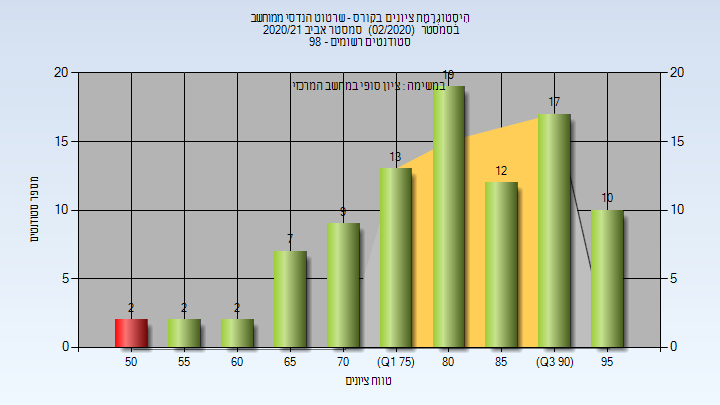 היסטוגרמת ציונים בקורס - שרטוט הנדסי ממוחשב
בסמסטר (02/2020) סמסטר אביב 2020/21
סטודנטים רשומים - 98
במשימה : ציון סופי במחשב המרכזי
20 19 20
17
15 13 12 15
10 9 10 10
7
5 5
2 2 2
0 0
מספר סטודנטים
50 55 60 65 70 (Q1 75) 80 85 (Q3 90) 95
טווח ציונים